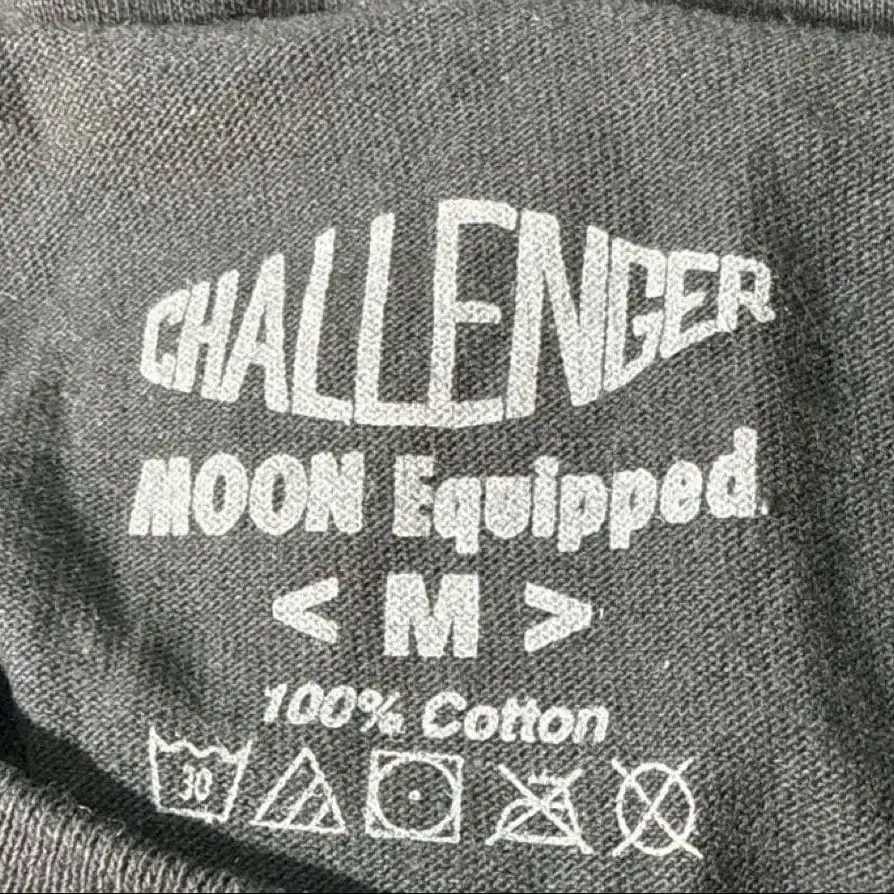 CHALLENGER
MOON Equipped.
< M >
100% Cotton
30